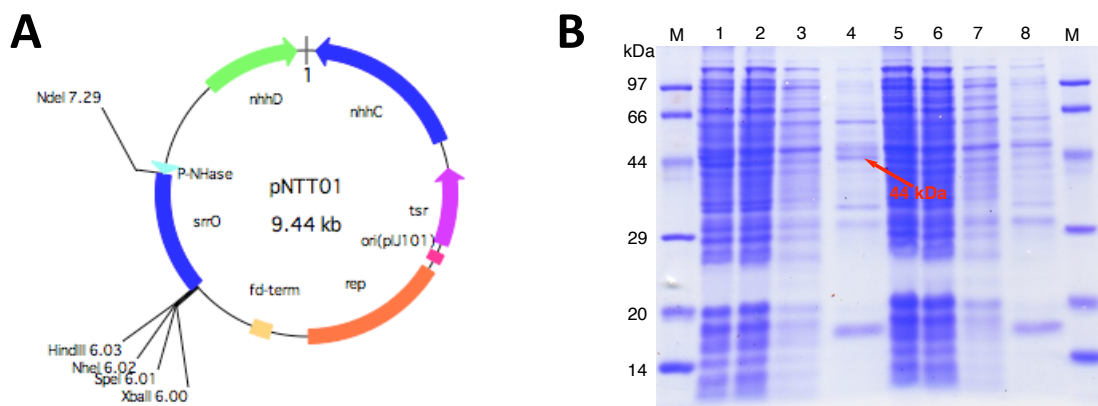 A
1
NdeI 7.29
nhhD
nhhC
P-NHase
pNTT01
9.44 kb
srrO
tsr
ori(pIJ101)
rep
fd-term
HindIII 6.03
NheI 6.02
SpeI 6.01
XbaII 6.00
B
kDa
M 1 2 3 4 5 6 7 8 M
97
66
44
44 kDa
29
20
14